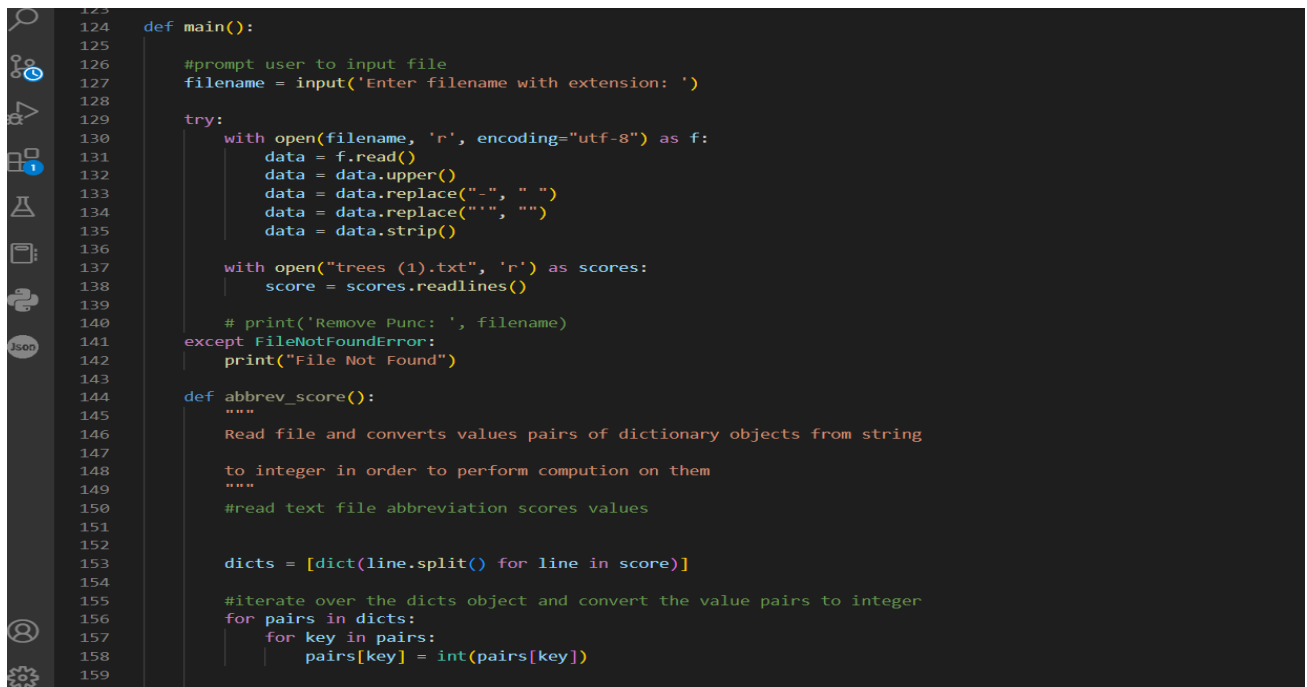 123
124 def main():
125
126 #prompt user to input file
127 filename = input('Enter filename with extension: ')
128
129 try:
130 with open(filename, 'r', encoding="utf-8") as f:
131 data = f.read()
132 data = data.upper()
133 data = data.replace("-", " ")
134 data = data.replace("'", "")
135 data = data.strip()
136
137 with open("trees (1).txt", 'r') as scores:
138 score = scores.readlines()
139
140 # print('Remove Punc: ', filename)
141 except FileNotFoundError:
142 print("File Not Found")
143
144 def abbrev_score():
145 """
146 Read file and converts values pairs of dictionary objects from string
147
148 to integer in order to perform compution on them
149 """
150 #read text file abbreviation scores values
151
152
153 dicts = [dict(line.split() for line in score)]
154
155 #iterate over the dicts object and convert the value pairs to integer
156 for pairs in dicts:
157 for key in pairs:
158 pairs[key] = int(pairs[key])
159
1
Json